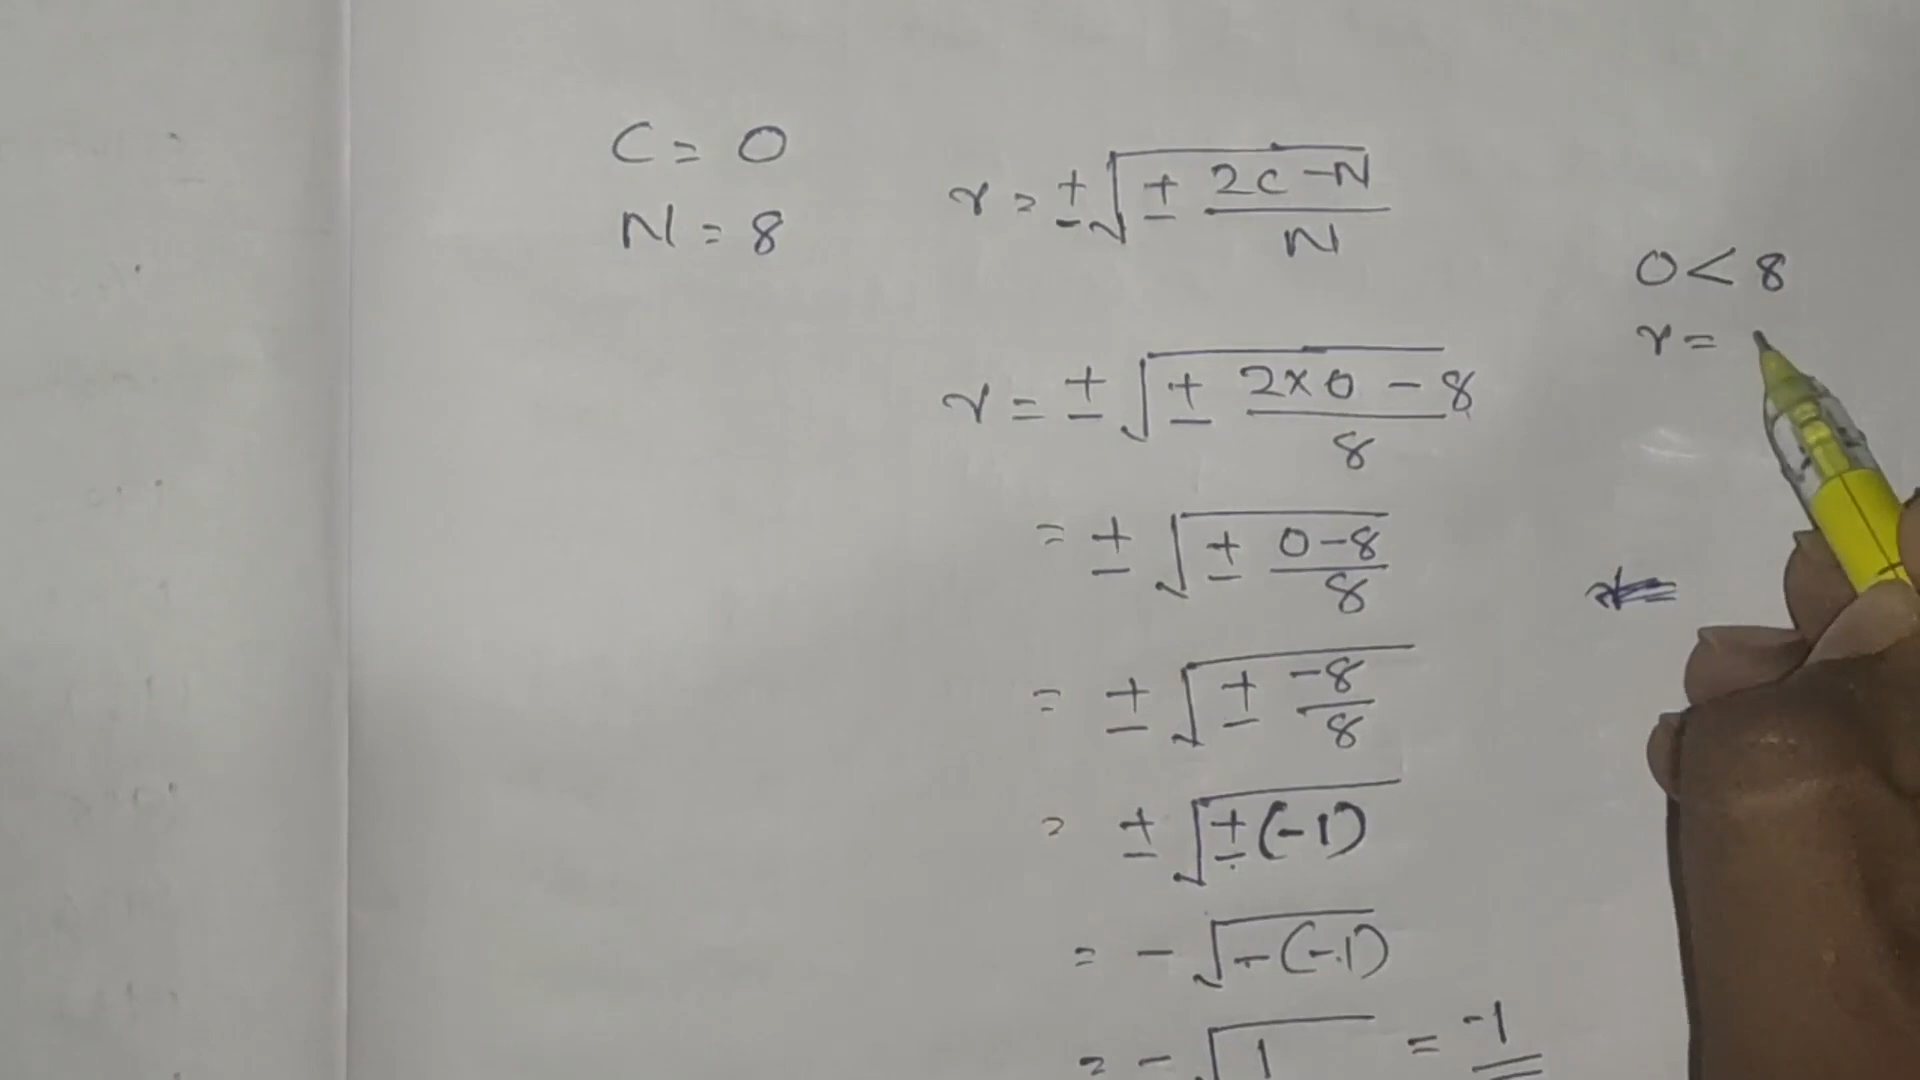 C = 0
N = 8
r = ±√(± (2C - N)/N)
0 < 8
r =
r = ±√(± (2×0 - 8)/8)
= ±√(± (0-8)/8)
= ±√(± -8/8)
= ±√(±(-1))
= -√(-(-1))
= -√1 = -1